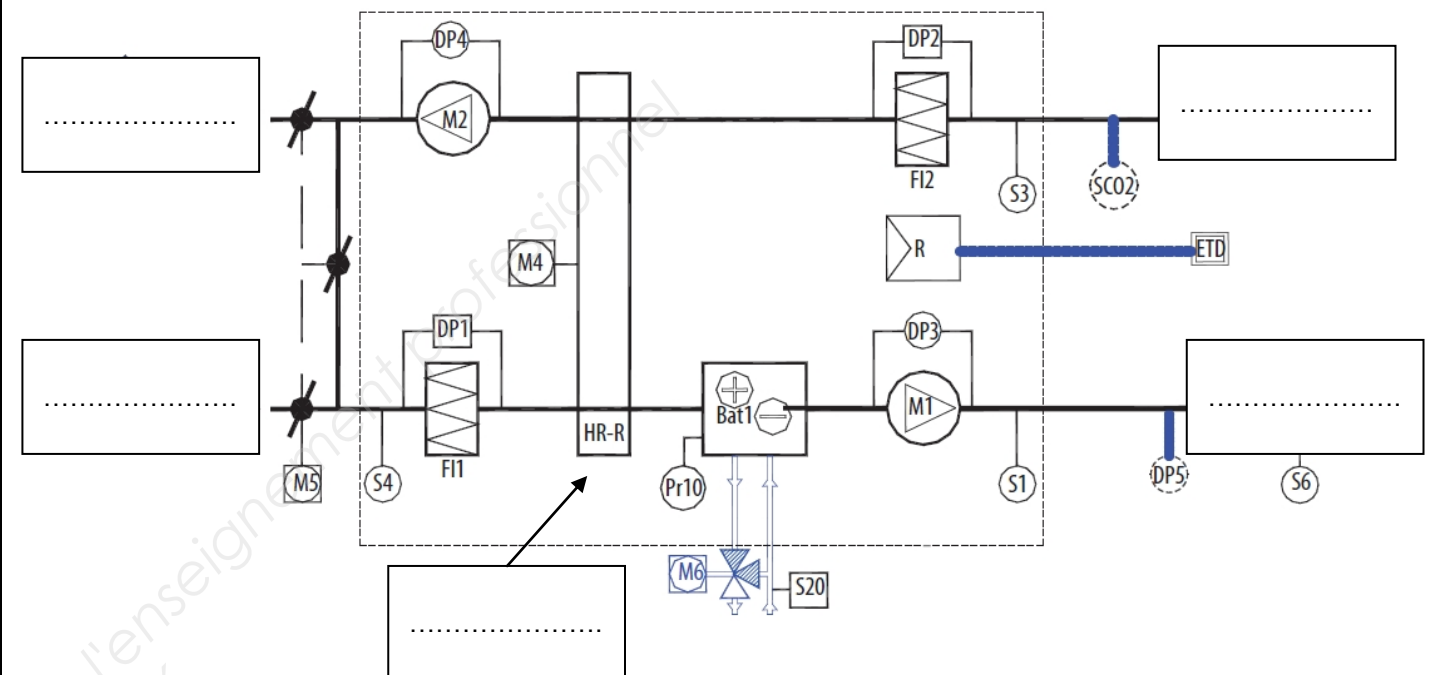 DP4
DP2
M2
.......................
.......................
FI2
S3
SCO2
R
ETD
M4
DP1
DP3
.......................
.......................
Bat1
M1
HR-R
FI1
M5
S4
Pr10
S1
DP5
S6
M6
S20
.......................
l'enseignement professionnel